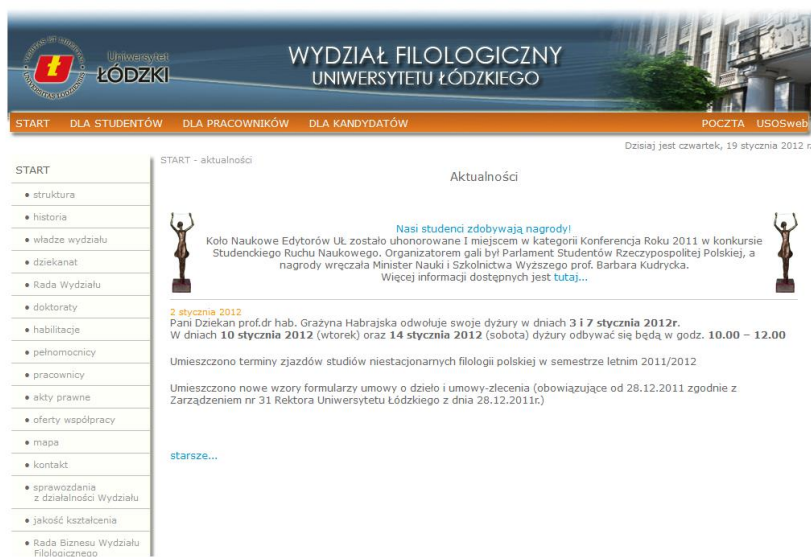 Uniwersytet
ŁÓDZKI
WYDZIAŁ FILOLOGICZNY
UNIWERSYTETU ŁÓDZKIEGO
START DLA STUDENTÓW DLA PRACOWNIKÓW DLA KANDYDATÓW POCZTA USOSweb
Dzisiaj jest czwartek, 19 stycznia 2012 r.
START
• struktura
• historia
• władze wydziału
• dziekanat
• Rada Wydziału
• doktoraty
• habilitacje
• pełnomocnicy
• pracownicy
• akty prawne
• oferty współpracy
• mapa
• kontakt
• sprawozdania
z działalności Wydziału
• jakość kształcenia
• Rada Biznesu Wydziału
Filologicznego
START - aktualności
Aktualności
Nasi studenci zdobywają nagrody!
Koło Naukowe Edytorów UŁ zostało uhonorowane I miejscem w kategorii Konferencja Roku 2011 w konkursie
Studenckiego Ruchu Naukowego. Organizatorem gali był Parlament Studentów Rzeczypospolitej Polskiej, a
nagrody wręczała Minister Nauki i Szkolnictwa Wyższego prof. Barbara Kudrycka.
Więcej informacji dostępnych jest tutaj...
2 stycznia 2012
Pani Dziekan prof.dr hab. Grażyna Habrajska odwołuje swoje dyżury w dniach 3 i 7 stycznia 2012r.
W dniach 10 stycznia 2012 (wtorek) oraz 14 stycznia 2012 (sobota) dyżury odbywać się będą w godz. 10.00 – 12.00
Umieszczono terminy zjazdów studiów niestacjonarnych filologii polskiej w semestrze letnim 2011/2012
Umieszczono nowe wzory formularzy umowy o dzieło i umowy-zlecenia (obowiązujące od 28.12.2011 zgodnie z
Zarządzeniem nr 31 Rektora Uniwersytetu Łódzkiego z dnia 28.12.2011r.)
starsze...